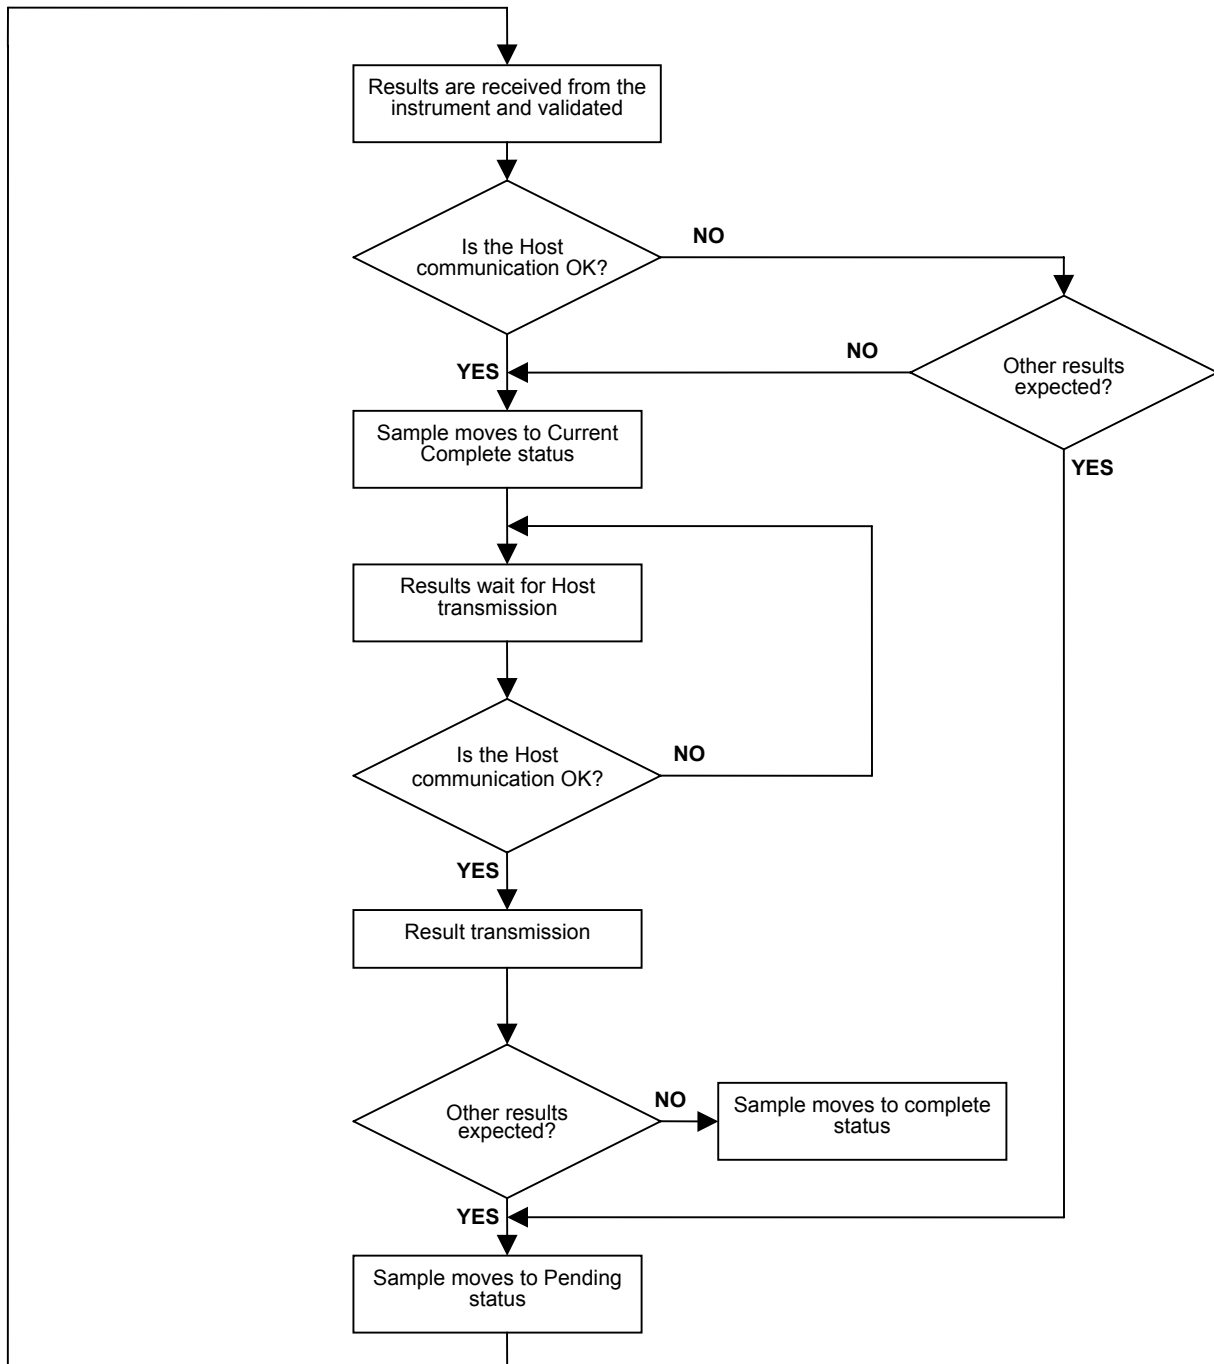 Results are received from the
instrument and validated
Is the Host
communication OK?
NO
Other results
expected?
NO
YES
YES
Sample moves to Current
Complete status
Results wait for Host
transmission
Is the Host
communication OK?
NO
YES
Result transmission
Other results
expected?
NO
Sample moves to complete
status
YES
Sample moves to Pending
status